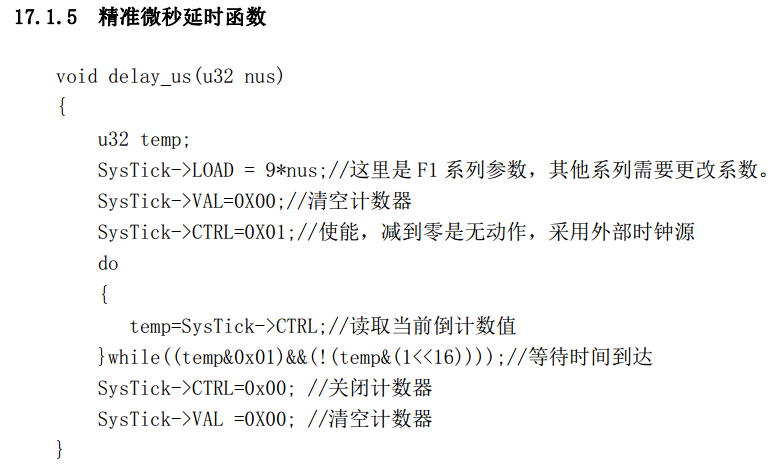 17.1.5 精准微秒延时函数
void delay_us(u32 nus)
{
u32 temp;
SysTick->LOAD = 9*nus;//这里是 F1 系列参数，其他系列需要更改系数。
SysTick->VAL=0X00;//清空计数器
SysTick->CTRL=0X01;//使能，减到零是无动作，采用外部时钟源
do
{
temp=SysTick->CTRL;//读取当前倒计数值
}while((temp&0x01)&&(!(temp&(1<<16))));//等待时间到达
SysTick->CTRL=0x00; //关闭计数器
SysTick->VAL =0X00; //清空计数器
}